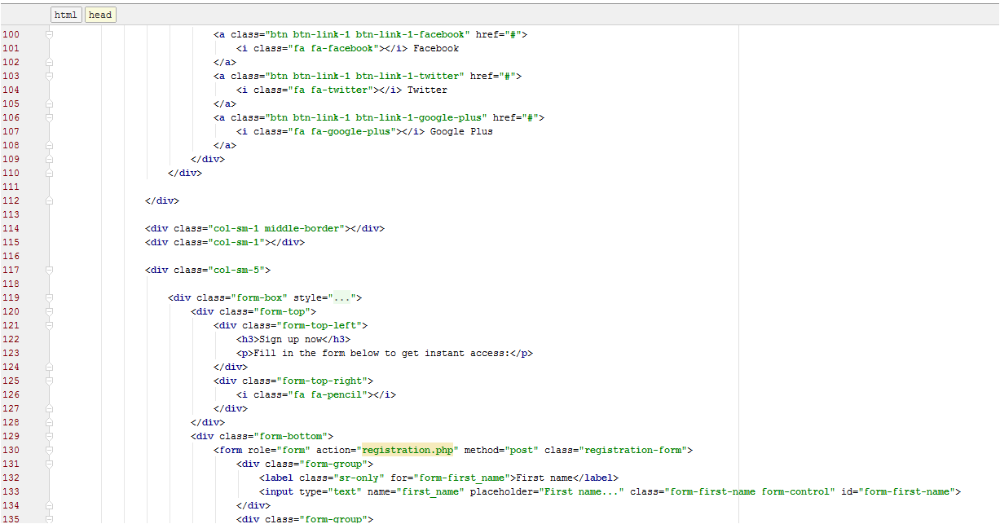 html head
100 <a class="btn btn-link-1 btn-link-1-facebook" href="#">
101 <i class="fa fa-facebook"></i> Facebook
102 </a>
103 <a class="btn btn-link-1 btn-link-1-twitter" href="#">
104 <i class="fa fa-twitter"></i> Twitter
105 </a>
106 <a class="btn btn-link-1 btn-link-1-google-plus" href="#">
107 <i class="fa fa-google-plus"></i> Google Plus
108 </a>
109 </div>
110 </div>
111
112 </div>
113
114 <div class="col-sm-1 middle-border"></div>
115 <div class="col-sm-1"></div>
116
117 <div class="col-sm-5">
118
119 <div class="form-box" style="...">
120 <div class="form-top">
121 <div class="form-top-left">
122 <h3>Sign up now</h3>
123 <p>Fill in the form below to get instant access:</p>
124 </div>
125 <div class="form-top-right">
126 <i class="fa fa-pencil"></i>
127 </div>
128 </div>
129 <div class="form-bottom">
130 <form role="form" action="registration.php" method="post" class="registration-form">
131 <div class="form-group">
132 <label class="sr-only" for="form-first_name">First name</label>
133 <input type="text" name="first_name" placeholder="First name..." class="form-first-name form-control" id="form-first-name">
134 </div>
135 <div class="form-group">